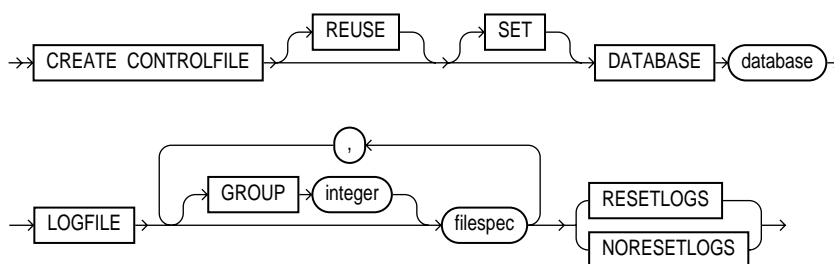 REUSE SET
CREATE CONTROLFILE DATABASE database
,
GROUP integer
LOGFILE filespec RESETLOGS
NORESETLOGS